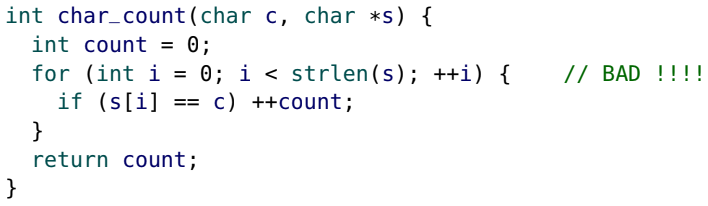 int char_count(char c, char *s) {
  int count = 0;
  for (int i = 0; i < strlen(s); ++i) {    // BAD !!!!
    if (s[i] == c) ++count;
  }
  return count;
}